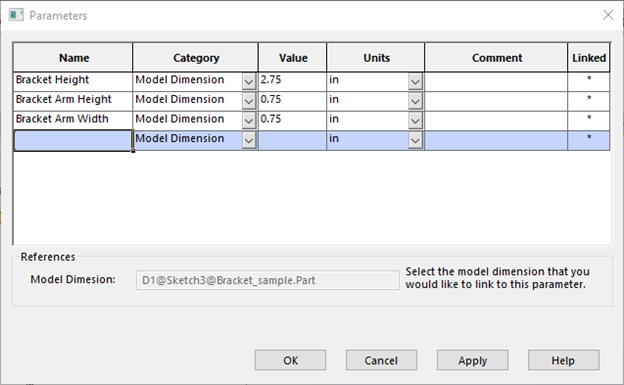 Parameters
Name Category Value Units Comment Linked
Bracket Height Model Dimension 2.75 in *
Bracket Arm Height Model Dimension 0.75 in *
Bracket Arm Width Model Dimension 0.75 in *
Model Dimension in *
References
Model Dimesion: D1@Sketch3@Bracket_sample.Part Select the model dimension that you
would like to link to this parameter.
OK Cancel Apply Help